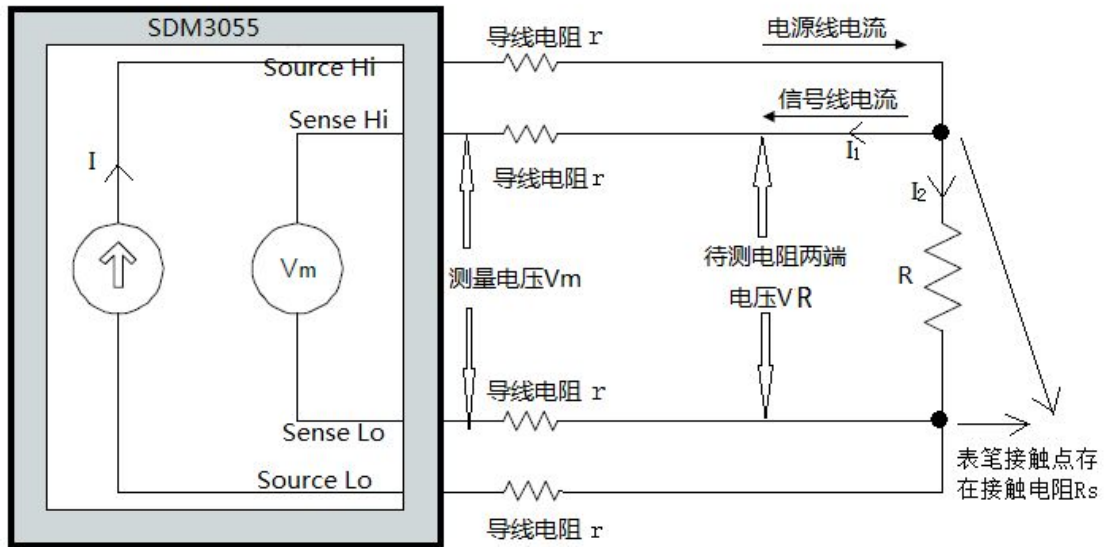 SDM3055
导线电阻 r
电源线电流
Source Hi
信号线电流
Sense Hi
I
I1
导线电阻 r
I2
Vm
测量电压Vm
待测电阻两端
电压VR
R
导线电阻 r
Sense Lo
Source Lo
表笔接触点存
在接触电阻Rs
导线电阻 r